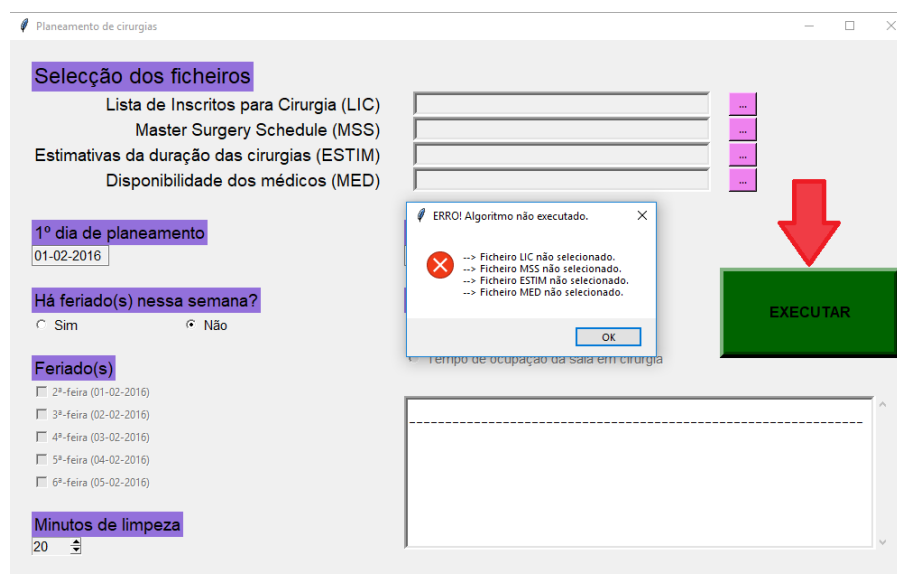 Planeamento de cirurgias
Selecção dos ficheiros
Lista de Inscritos para Cirurgia (LIC)
...
Master Surgery Schedule (MSS)
...
Estimativas da duração das cirurgias (ESTIM)
...
Disponibilidade dos médicos (MED)
...
ERRO! Algoritmo não executado.
--> Ficheiro LIC não selecionado.
--> Ficheiro MSS não selecionado.
--> Ficheiro ESTIM não selecionado.
--> Ficheiro MED não selecionado.
OK
1º dia de planeamento
01-02-2016
Há feriado(s) nessa semana?
Sim
Não
EXECUTAR
Tempo de ocupação da sala em cirurgia
Feriado(s)
2ª-feira (01-02-2016)
3ª-feira (02-02-2016)
4ª-feira (03-02-2016)
5ª-feira (04-02-2016)
6ª-feira (05-02-2016)
Minutos de limpeza
20